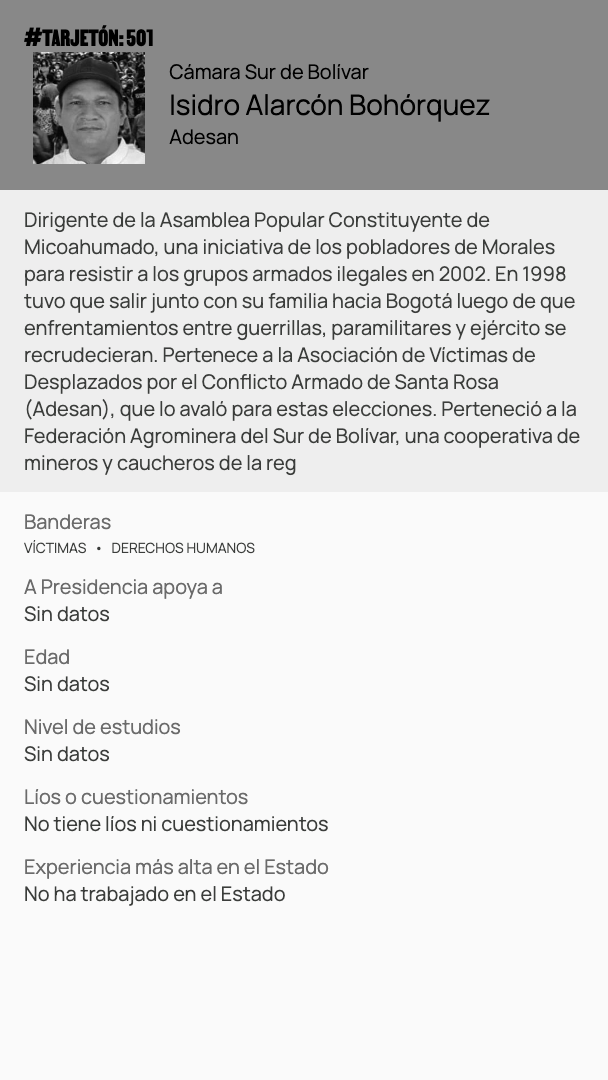 #TARJETÓN: 501
Cámara Sur de Bolívar
Isidro Alarcón Bohórquez
Adesan
Dirigente de la Asamblea Popular Constituyente de
Micoahumado, una iniciativa de los pobladores de Morales
para resistir a los grupos armados ilegales en 2002. En 1998
tuvo que salir junto con su familia hacia Bogotá luego de que
enfrentamientos entre guerrillas, paramilitares y ejército se
recrudecieran. Pertenece a la Asociación de Víctimas de
Desplazados por el Conflicto Armado de Santa Rosa
(Adesan), que lo avaló para estas elecciones. Perteneció a la
Federación Agrominera del Sur de Bolívar, una cooperativa de
mineros y caucheros de la reg
Banderas
VÍCTIMAS • DERECHOS HUMANOS
A Presidencia apoya a
Sin datos
Edad
Sin datos
Nivel de estudios
Sin datos
Líos o cuestionamientos
No tiene líos ni cuestionamientos
Experiencia más alta en el Estado
No ha trabajado en el Estado